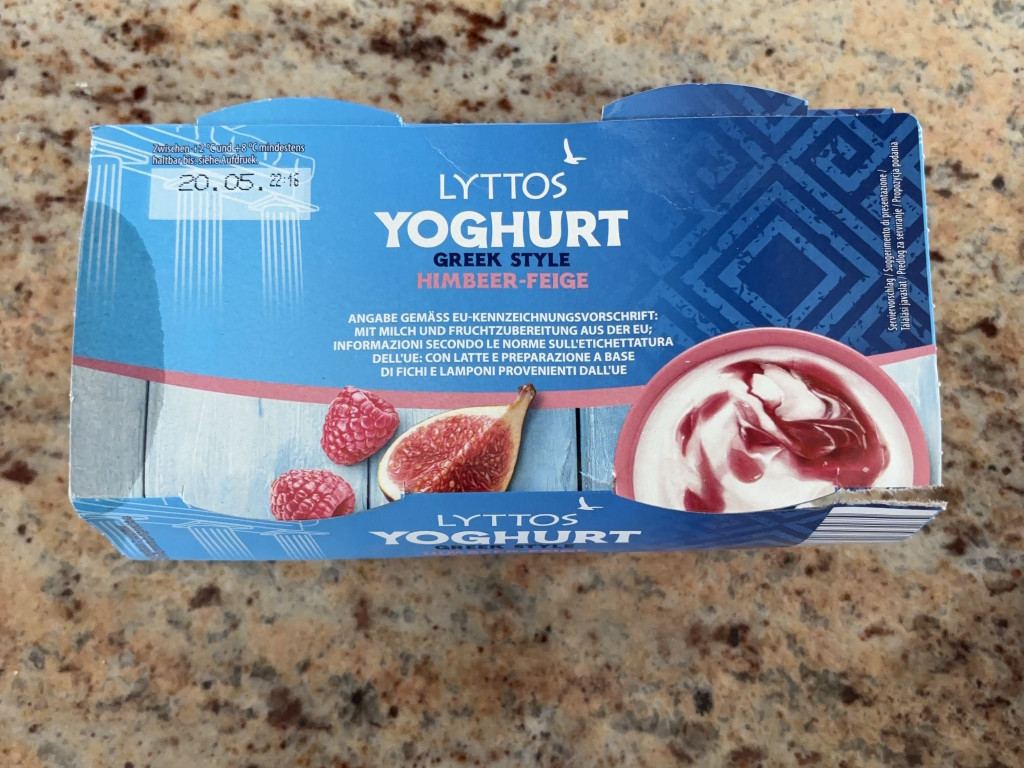 Zwischen +2 °C und +8 °C mindestens
haltbar bis: siehe Aufdruck.
20.05. 22:16
LYTTOS
YOGHURT
GREEK STYLE
HIMBEER-FEIGE
ANGABE GEMÄSS EU-KENNZEICHNUNGSVORSCHRIFT:
MIT MILCH UND FRUCHTZUBEREITUNG AUS DER EU;
INFORMAZIONI SECONDO LE NORME SULL'ETICHETTATURA
DELL'UE: CON LATTE E PREPARAZIONE A BASE
DI FICHI E LAMPONI PROVENIENTI DALL'UE
Serviervorschlag / Suggerimento di presentazione /
Tálalási javaslat / Predlog za serviranje / Propozycja podania
LYTTOS
YOGHURT
GREEK STYLE